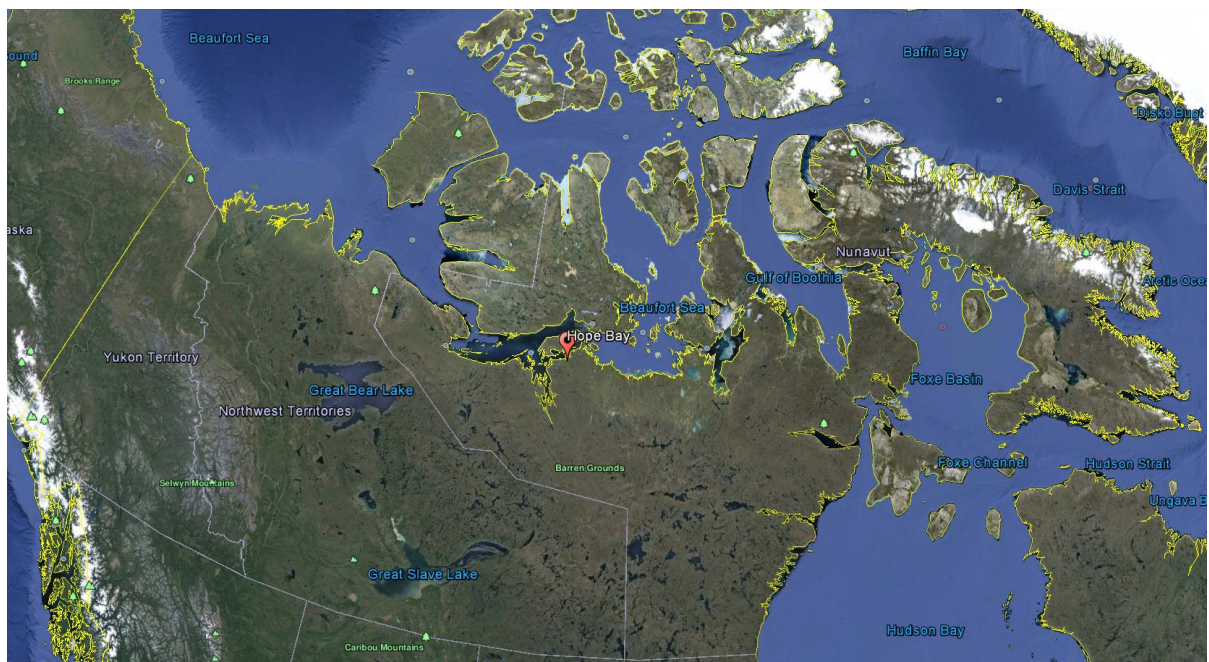 Beaufort Sea
Baffin Bay
ound
Brooks Range
Disko Bugt
Davis Strait
aska
Nunavut
Gulf of Boothia
Arctic Ocea
Beaufort Sea
Hope Bay
Yukon Territory
Great Bear Lake
Foxe Basin
Northwest Territories
Barren Grounds
Foxe Channel
Hudson Strait
Selwyn Mountains
Ungava B
Great Slave Lake
Hudson Bay
Caribou Mountains